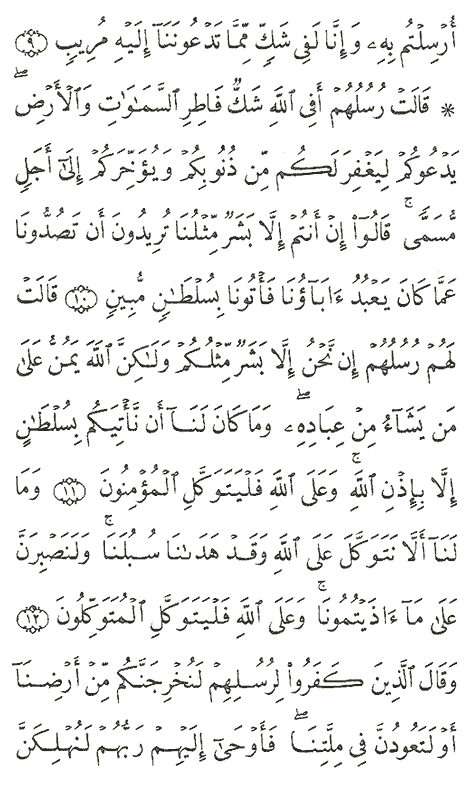 أُرْسِلْتُم بِهِۦ وَإِنَّا لَفِى شَكٍّ مِّمَّا تَدْعُونَنَآ إِلَيْهِ مُرِيبٍ ٩
* قَالَتْ رُسُلُهُمْ أَفِى ٱللَّهِ شَكٌّ فَاطِرِ ٱلسَّمَٰوَٰتِ وَٱلْأَرْضِ ۖ
يَدْعُوكُمْ لِيَغْفِرَ لَكُم مِّن ذُنُوبِكُمْ وَيُؤَخِّرَكُمْ إِلَىٰٓ أَجَلٍ
مُّسَمًّى ۚ قَالُوٓا۟ إِنْ أَنتُمْ إِلَّا بَشَرٌ مِّثْلُنَا تُرِيدُونَ أَن تَصُدُّونَا
عَمَّا كَانَ يَعْبُدُ ءَابَآؤُنَا فَأْتُونَا بِسُلْطَٰنٍ مُّبِينٍ ١٠ قَالَتْ
لَهُمْ رُسُلُهُمْ إِن نَّحْنُ إِلَّا بَشَرٌ مِّثْلُكُمْ وَلَٰكِنَّ ٱللَّهَ يَمُنُّ عَلَىٰ
مَن يَشَآءُ مِنْ عِبَادِهِۦ ۖ وَمَا كَانَ لَنَآ أَن نَّأْتِيَكُم بِسُلْطَٰنٍ
إِلَّا بِإِذْنِ ٱللَّهِ ۚ وَعَلَى ٱللَّهِ فَلْيَتَوَكَّلِ ٱلْمُؤْمِنُونَ ١١ وَمَا
لَنَآ أَلَّا نَتَوَكَّلَ عَلَى ٱللَّهِ وَقَدْ هَدَىٰنَا سُبُلَنَا ۚ وَلَنَصْبِرَنَّ
عَلَىٰ مَآ ءَاذَيْتُمُونَا ۚ وَعَلَى ٱللَّهِ فَلْيَتَوَكَّلِ ٱلْمُتَوَكِّلُونَ ١٢
وَقَالَ ٱلَّذِينَ كَفَرُوا۟ لِرُسُلِهِمْ لَنُخْرِجَنَّكُم مِّنْ أَرْضِنَآ
أَوْ لَتَعُودُنَّ فِى مِلَّتِنَا ۖ فَأَوْحَىٰٓ إِلَيْهِمْ رَبُّهُمْ لَنُهْلِكَنَّ